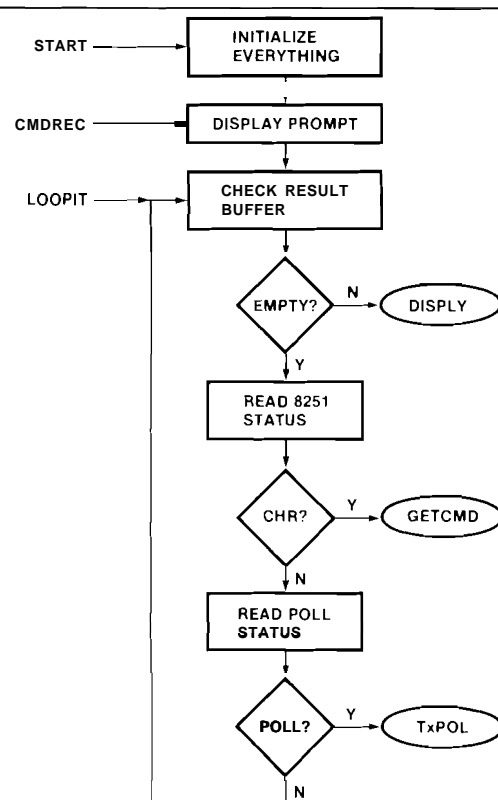 START
INITIALIZE
EVERYTHING
CMDREC
DISPLAY PROMPT
LOOPIT
CHECK RESULT
BUFFER
EMPTY?
N
DISPLY
Y
READ 8251
STATUS
CHR?
Y
GETCMD
N
READ POLL
STATUS
POLL?
Y
TxPOL
N